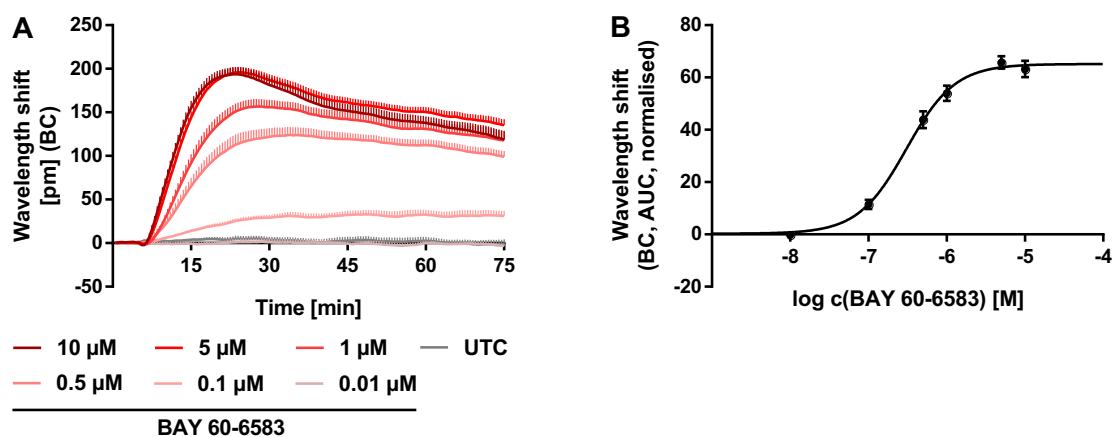 A
Wavelength shift
[pm] (BC)
250
200
150
100
50
0
-50
15
30
45
60
75
Time [min]
10 µM
5 µM
1 µM
UTC
0.5 µM
0.1 µM
0.01 µM
BAY 60-6583
B
Wavelength shift
(BC, AUC, normalised)
80
60
40
20
0
-20
-8
-7
-6
-5
-4
log c(BAY 60-6583) [M]